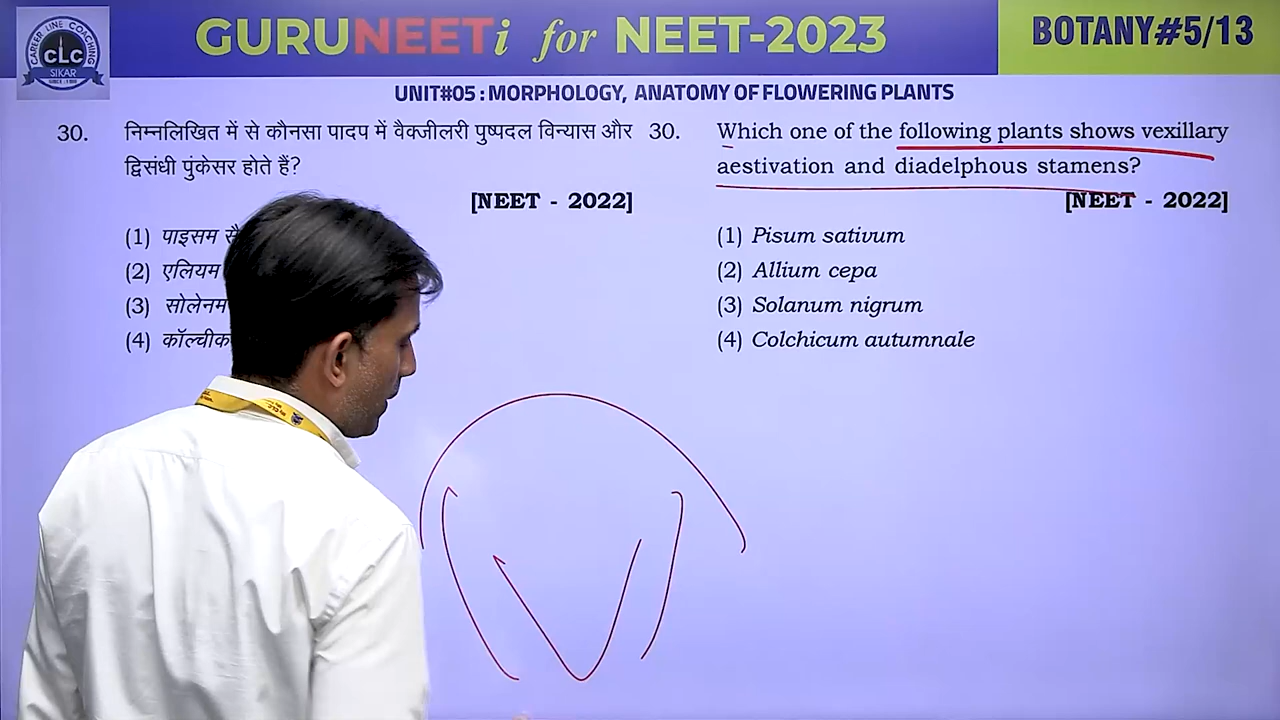 GURUNEETi for NEET-2023
BOTANY#5/13
CAREER LINE COACHING
CLC
SIKAR
UNIT#05 : MORPHOLOGY, ANATOMY OF FLOWERING PLANTS
30. निम्नलिखित में से कौनसा पादप में वैक्जीलरी पुष्पदल विन्यास और
द्विसंधी पुंकेसर होते हैं?
[NEET - 2022]
(1) पाइसम
(2) एलियम
(3) सोलेनम
(4)
30. Which one of the following plants shows vexillary
aestivation and diadelphous stamens?
[NEET - 2022]
(1) Pisum sativum
(2) Allium cepa
(3) Solanum nigrum
(4) Colchicum autumnale